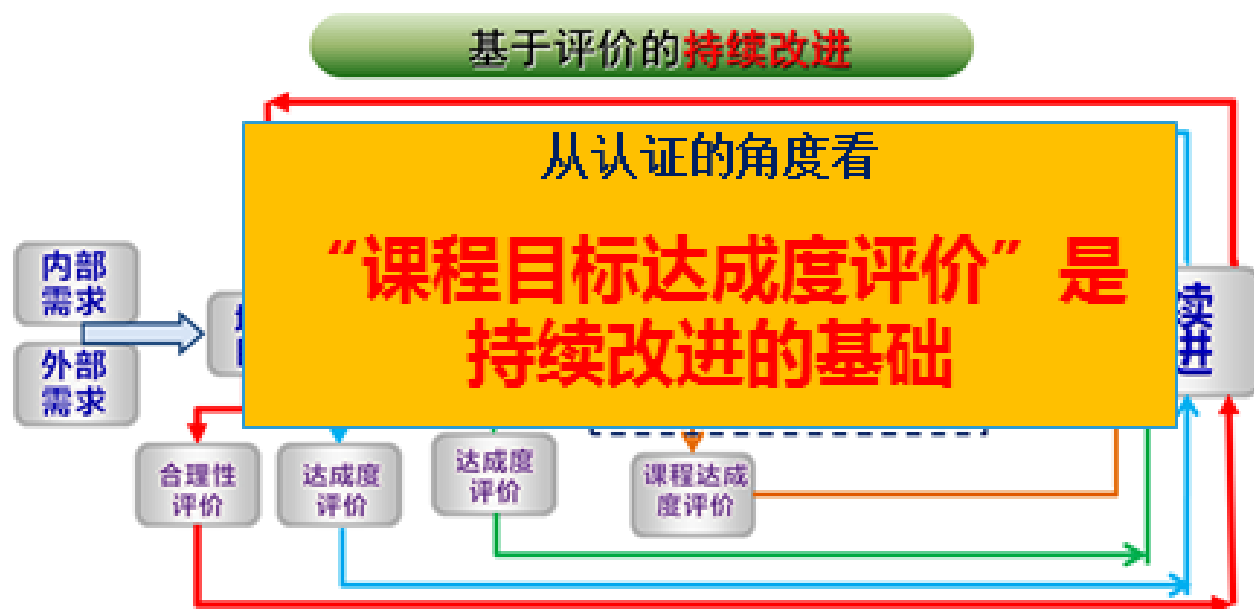 基于评价的持续改进
从认证的角度看
“课程目标达成度评价”是
持续改进的基础
内部
需求
外部
需求
续
进
合理性
评价
达成度
评价
达成度
评价
课程达成
度评价